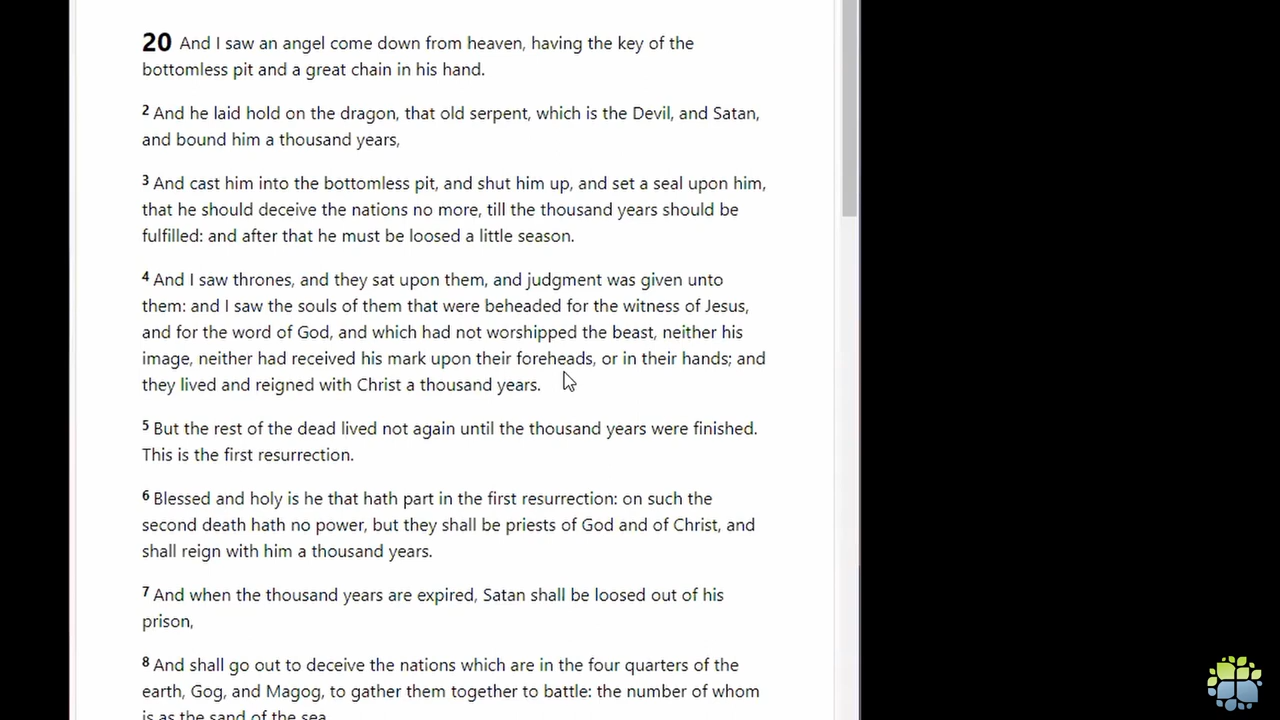 20 And I saw an angel come down from heaven, having the key of the
bottomless pit and a great chain in his hand.
2 And he laid hold on the dragon, that old serpent, which is the Devil, and Satan,
and bound him a thousand years,
3 And cast him into the bottomless pit, and shut him up, and set a seal upon him,
that he should deceive the nations no more, till the thousand years should be
fulfilled: and after that he must be loosed a little season.
4 And I saw thrones, and they sat upon them, and judgment was given unto
them: and I saw the souls of them that were beheaded for the witness of Jesus,
and for the word of God, and which had not worshipped the beast, neither his
image, neither had received his mark upon their foreheads, or in their hands; and
they lived and reigned with Christ a thousand years.
5 But the rest of the dead lived not again until the thousand years were finished.
This is the first resurrection.
6 Blessed and holy is he that hath part in the first resurrection: on such the
second death hath no power, but they shall be priests of God and of Christ, and
shall reign with him a thousand years.
7 And when the thousand years are expired, Satan shall be loosed out of his
prison,
8 And shall go out to deceive the nations which are in the four quarters of the
earth, Gog, and Magog, to gather them together to battle: the number of whom
is as the sand of the sea.